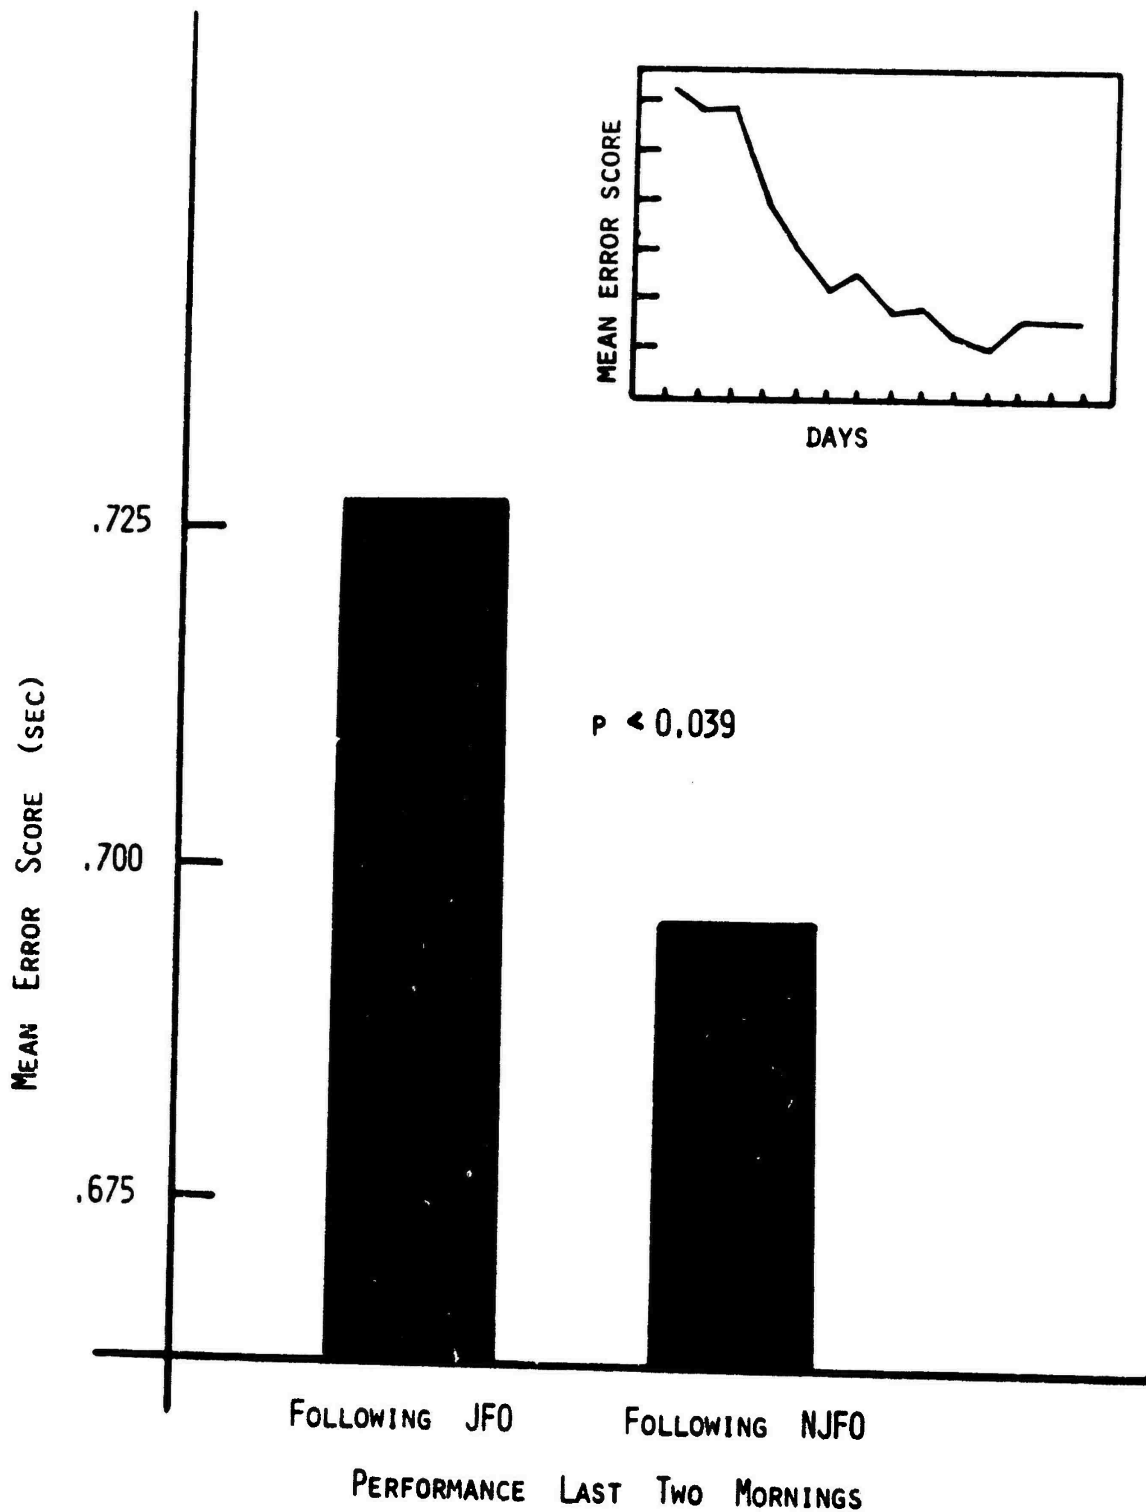 MEAN ERROR SCORE
DAYS
.725
.700
.675
MEAN ERROR SCORE (SEC)
P < 0.039
FOLLOWING JFO
FOLLOWING NJFO
PERFORMANCE LAST TWO MORNINGS